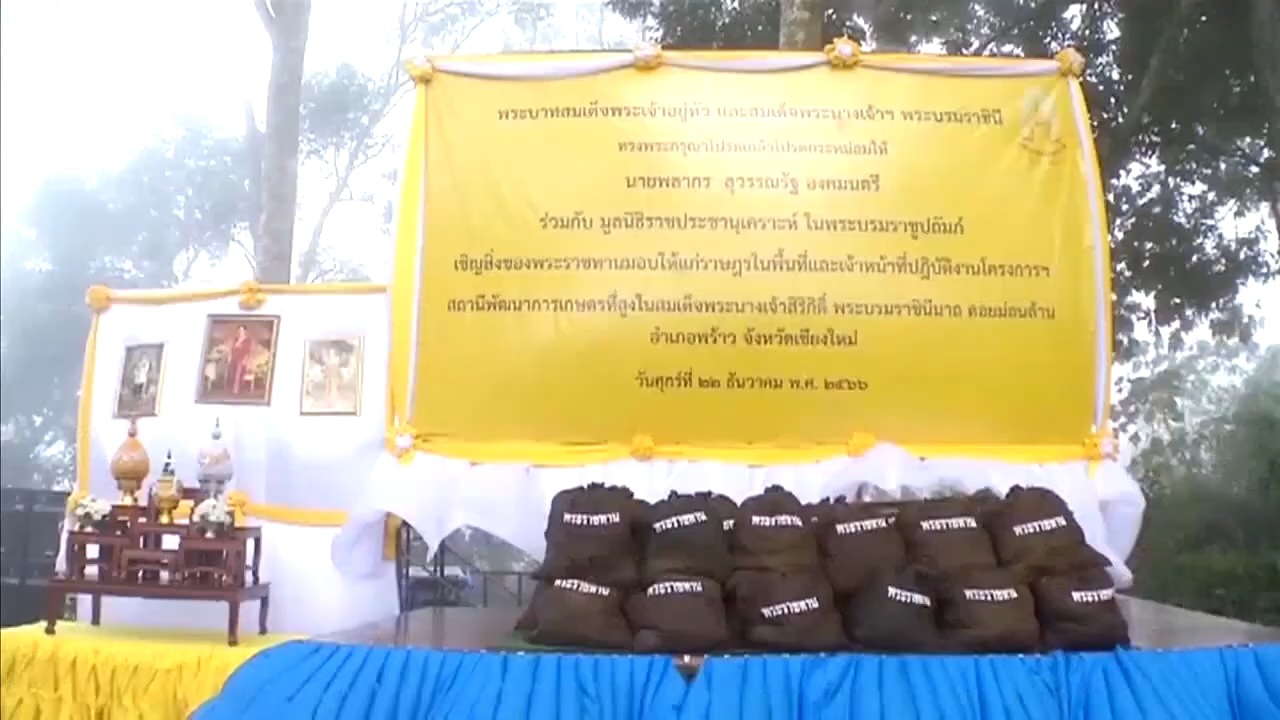 พระบาทสมเด็จพระเจ้าอยู่หัว และสมเด็จพระนางเจ้าฯ พระบรมราชินี
ทรงพระกรุณาโปรดเกล้าโปรดกระหม่อมให้
นายพลากร สุวรรณรัฐ องคมนตรี
ร่วมกับ มูลนิธิราชประชานุเคราะห์ ในพระบรมราชูปถัมภ์
เชิญสิ่งของพระราชทานมอบให้แก่ราษฎรในพื้นที่และเจ้าหน้าที่ปฏิบัติงานโครงการฯ
สถานีพัฒนาการเกษตรที่สูงในสมเด็จพระนางเจ้าสิริกิติ์ พระบรมราชินีนาถ ดอยม่อนล้าน
อำเภอพร้าว จังหวัดเชียงใหม่
วันศุกร์ที่ ๒๒ ธันวาคม พ.ศ. ๒๕๖๖
พระราชทาน
พระราชทาน
พระราชทาน
พระราชทาน
พระราชทาน
พระราชทาน
พระราชทาน
พระราชทาน
พระราชทาน
พระราชทาน
พระราชทาน
พระราชทาน